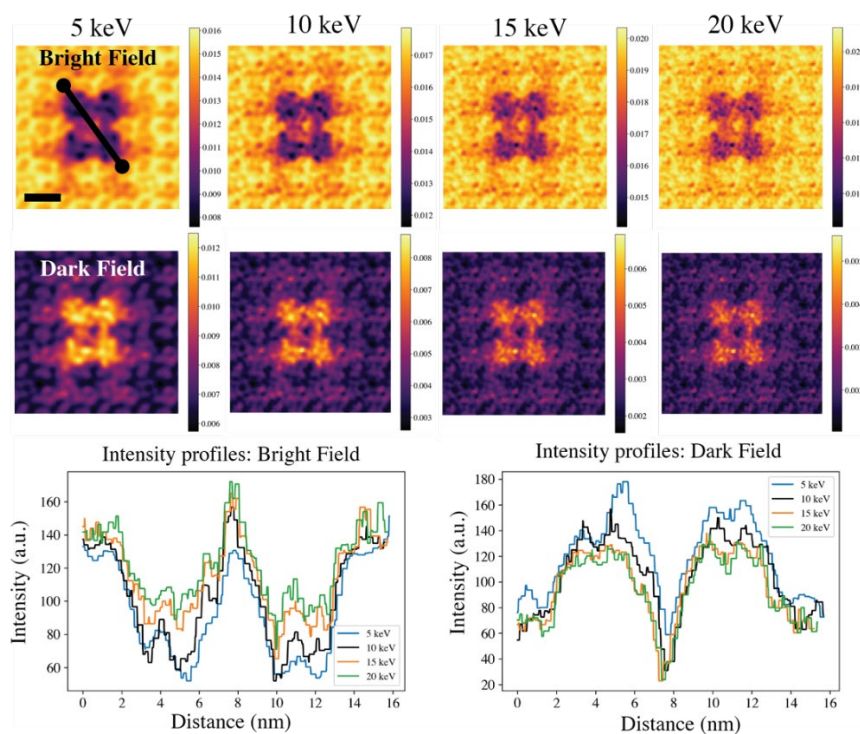 5 keV 10 keV 15 keV 20 keV
Bright Field
0.016
0.015
0.014
0.013
0.012
0.011
0.010
0.009
0.008
0.017
0.016
0.015
0.014
0.013
0.012
0.020
0.019
0.018
0.017
0.016
0.015
Dark Field
0.012
0.011
0.010
0.009
0.008
0.007
0.006
0.008
0.007
0.006
0.005
0.004
0.003
0.006
0.005
0.004
0.003
0.002
Intensity profiles: Bright Field
Intensity (a.u.)
160
140
120
100
80
60
5 keV
10 keV
15 keV
20 keV
0 2 4 6 8 10 12 14 16
Distance (nm)
Intensity profiles: Dark Field
Intensity (a.u.)
180
160
140
120
100
80
60
40
20
5 keV
10 keV
15 keV
20 keV
0 2 4 6 8 10 12 14 16
Distance (nm)